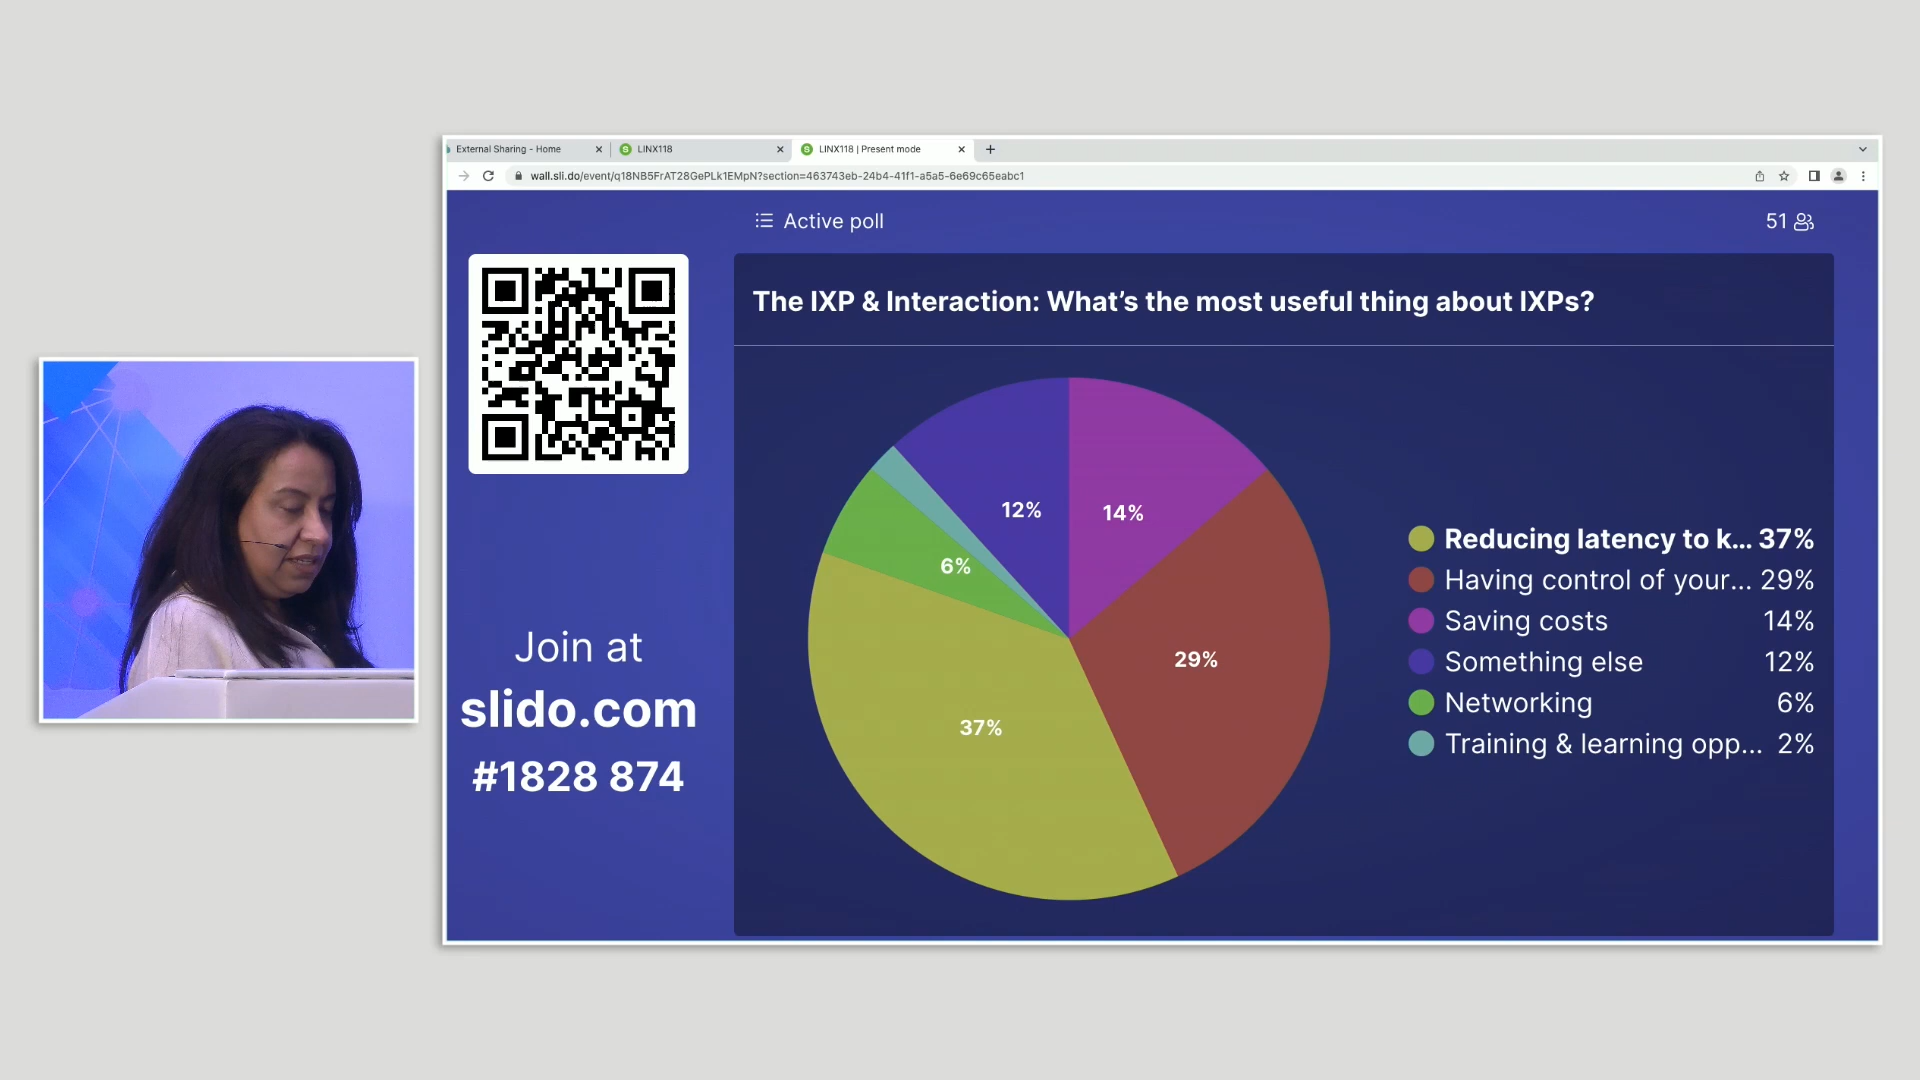 External Sharing - Home
LINX118
LINX118 | Present mode
wall.sli.do/event/q18NB5FrAT28GePLk1EMpN?section=463743eb-24b4-41f1-a5a5-6e69c65eabc1
Active poll
51
The IXP & Interaction: What's the most useful thing about IXPs?
12%
14%
6%
29%
37%
Reducing latency to k... 37%
Having control of your... 29%
Saving costs 14%
Something else 12%
Networking 6%
Training & learning opp... 2%
Join at
slido.com
#1828 874